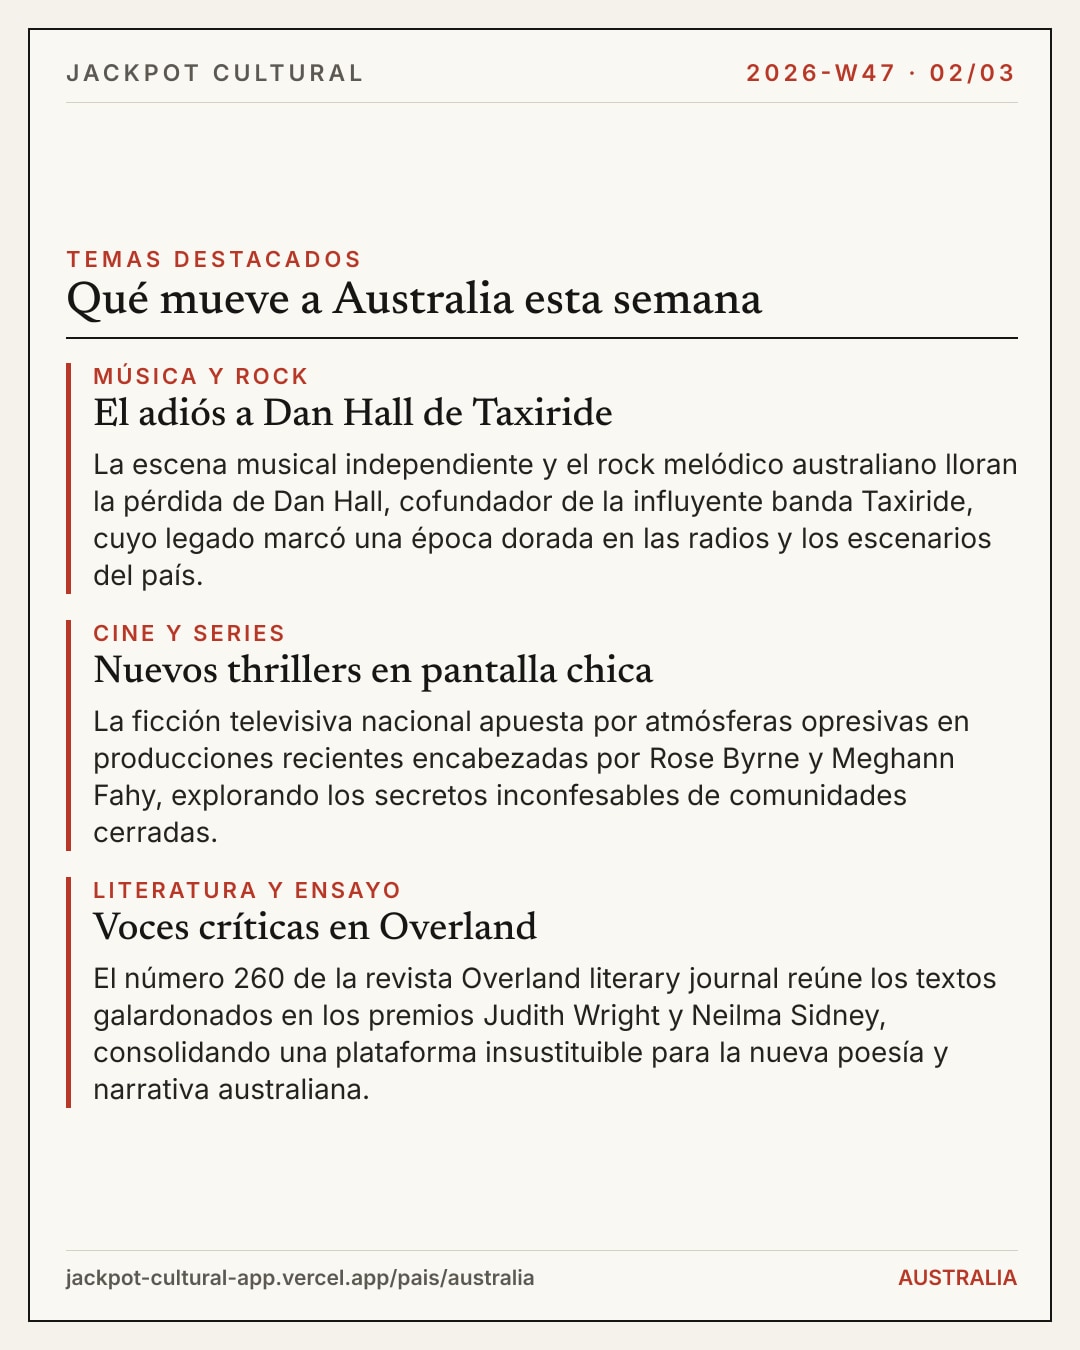 JACKPOT CULTURAL
2026-W47 · 02/03
TEMAS DESTACADOS
Qué mueve a Australia esta semana
MÚSICA Y ROCK
El adiós a Dan Hall de Taxiride
La escena musical independiente y el rock melódico australiano lloran
la pérdida de Dan Hall, cofundador de la influyente banda Taxiride,
cuyo legado marcó una época dorada en las radios y los escenarios
del país.
CINE Y SERIES
Nuevos thrillers en pantalla chica
La ficción televisiva nacional apuesta por atmósferas opresivas en
producciones recientes encabezadas por Rose Byrne y Meghann
Fahy, explorando los secretos inconfesables de comunidades
cerradas.
LITERATURA Y ENSAYO
Voces críticas en Overland
El número 260 de la revista Overland literary journal reúne los textos
galardonados en los premios Judith Wright y Neilma Sidney,
consolidando una plataforma insustituible para la nueva poesía y
narrativa australiana.
jackpot-cultural-app.vercel.app/pais/australia
AUSTRALIA